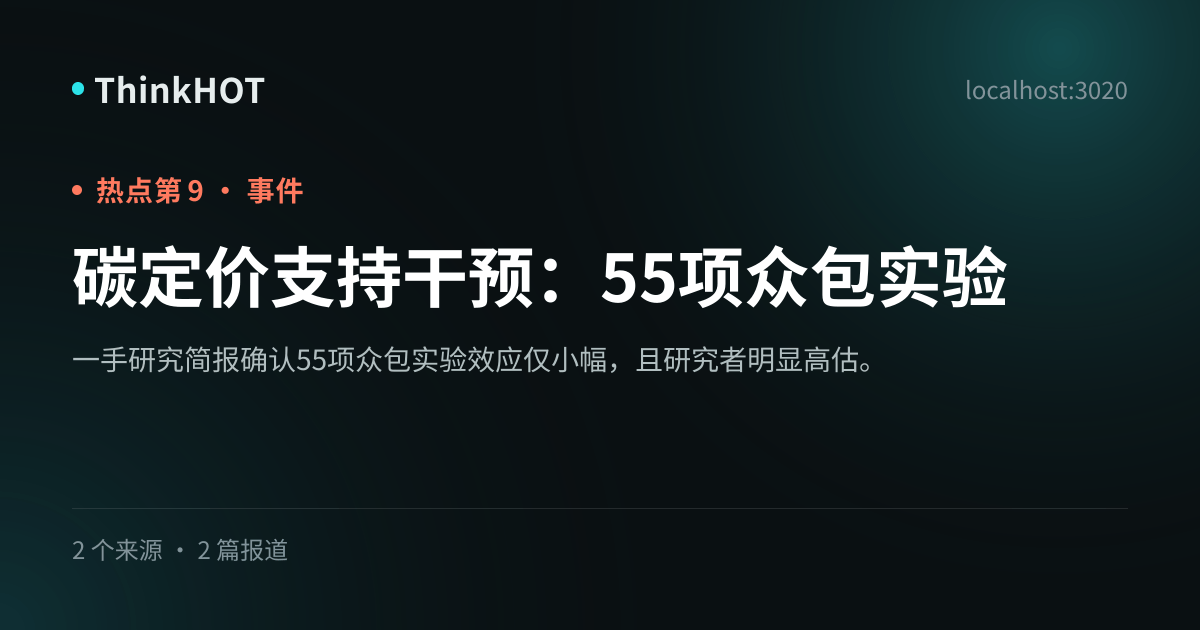 ThinkHOT
localhost:3020
热点第 9 · 事件
碳定价支持干预：55项众包实验
一手研究简报确认55项众包实验效应仅小幅，且研究者明显高估。
2 个来源 · 2 篇报道